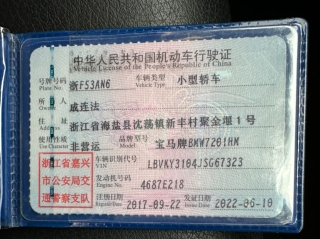 中华人民共和国机动车行驶证
Vehicle License of the People's Republic of China
号牌号码 浙F53AN6 车辆类型 小型轿车
Plate No. Vehicle Type
所有人 成连法
Owner
住址 浙江省海盐县沈荡镇新丰村聚金堰1号
使用性质 非营运 品牌型号 宝马牌BMW7201HM
Use Character Model
浙江省嘉兴
市公安局交
通警察支队
车辆识别代号 LBVKY3104JSG67323
VIN
发动机号码 4687E218
Engine No.
注册日期 2017-09-22 发证日期 2022-06-10
Register Date Issue Date